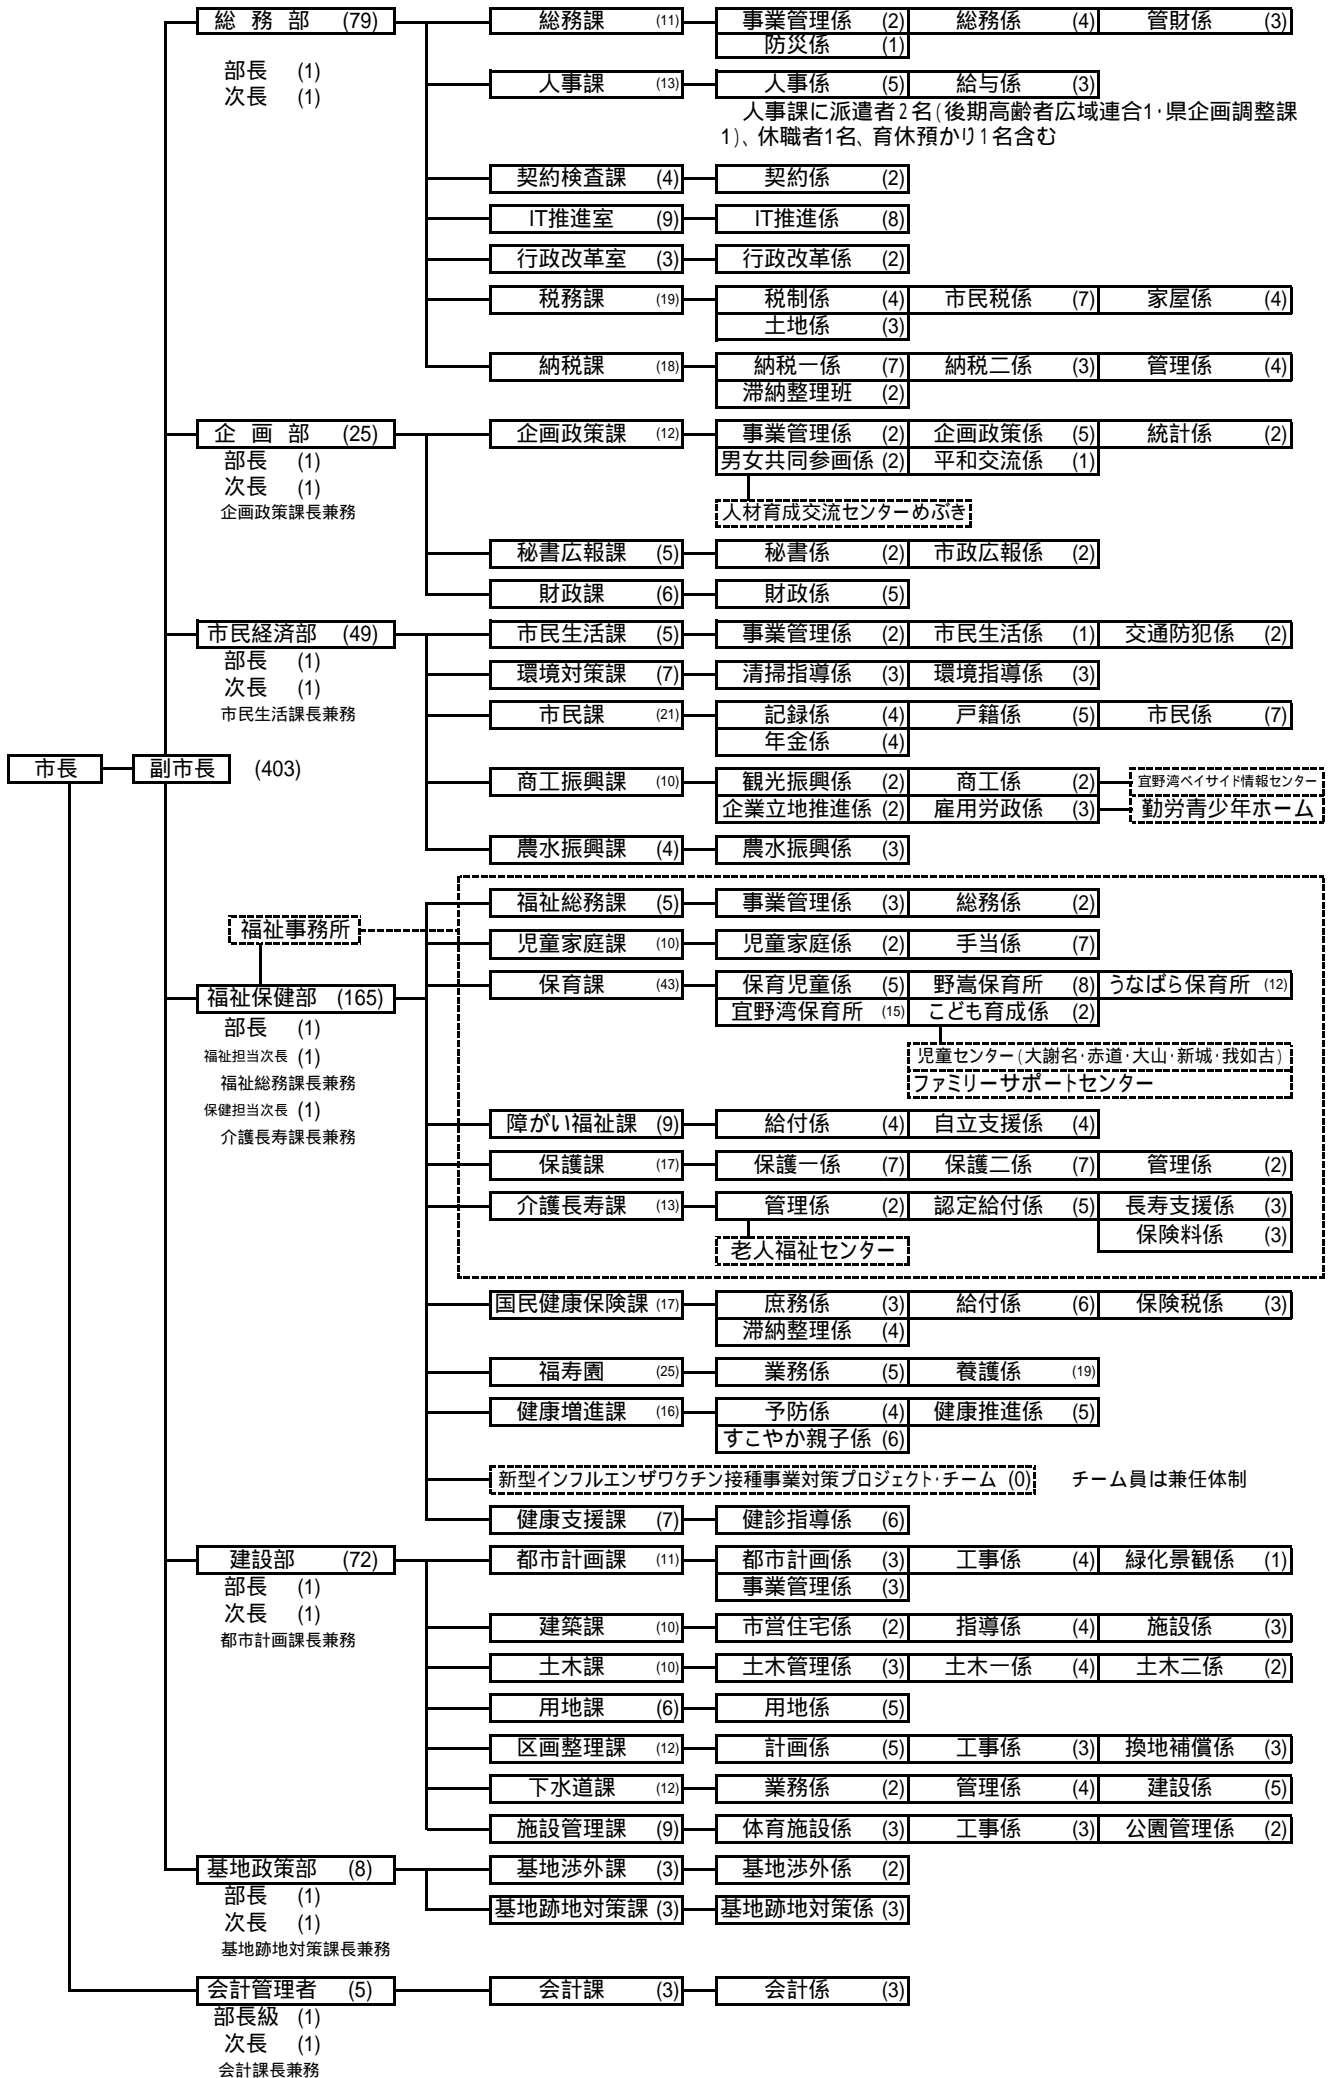 総務部 (79) 総務課 (11) 事業管理係 (2) 総務係 (4) 管財係 (3)
防災係 (1)
部長 (1)
次長 (1)
人事課 (13) 人事係 (5) 給与係 (3)
人事課に派遣者2名(後期高齢者広域連合1・県企画調整課
1)、休職者1名、育休預かり1名含む
契約検査課 (4) 契約係 (2)
IT推進室 (9) IT推進係 (8)
行政改革室 (3) 行政改革係 (2)
税務課 (19) 税制係 (4) 市民税係 (7) 家屋係 (4)
土地係 (3)
納税課 (18) 納税一係 (7) 納税二係 (3) 管理係 (4)
滞納整理班 (2)
企画部 (25) 企画政策課 (12) 事業管理係 (2) 企画政策係 (5) 統計係 (2)
部長 (1) 男女共同参画係 (2) 平和交流係 (1)
次長 (1)
企画政策課長兼務 人材育成交流センターめぶき
秘書広報課 (5) 秘書係 (2) 市政広報係 (2)
財政課 (6) 財政係 (5)
市民経済部 (49) 市民生活課 (5) 事業管理係 (2) 市民生活係 (1) 交通防犯係 (2)
部長 (1)
次長 (1) 環境対策課 (7) 清掃指導係 (3) 環境指導係 (3)
市民生活課長兼務 市民課 (21) 記録係 (4) 戸籍係 (5) 市民係 (7)
年金係 (4)
市長 副市長 (403)
商工振興課 (10) 観光振興係 (2) 商工係 (2) 宜野湾ベイサイド情報センター
企業立地推進係 (2) 雇用労政係 (3) 勤労青少年ホーム
農水振興課 (4) 農水振興係 (3)
福祉総務課 (5) 事業管理係 (3) 総務係 (2)
福祉事務所
児童家庭課 (10) 児童家庭係 (2) 手当係 (7)
保育課 (43) 保育児童係 (5) 野嵩保育所 (8) うなばら保育所 (12)
福祉保健部 (165)
宜野湾保育所 (15) こども育成係 (2)
部長 (1)
福祉担当次長 (1) 児童センター(大謝名・赤道・大山・新城・我如古)
福祉総務課長兼務 ファミリーサポートセンター
保健担当次長 (1)
障がい福祉課 (9) 給付係 (4) 自立支援係 (4)
介護長寿課長兼務
保護課 (17) 保護一係 (7) 保護二係 (7) 管理係 (2)
介護長寿課 (13) 管理係 (2) 認定給付係 (5) 長寿支援係 (3)
保険料係 (3)
老人福祉センター
国民健康保険課 (17) 庶務係 (3) 給付係 (6) 保険税係 (3)
滞納整理係 (4)
福寿園 (25) 業務係 (5) 養護係 (19)
健康増進課 (16) 予防係 (4) 健康推進係 (5)
すこやか親子係 (6)
新型インフルエンザワクチン接種事業対策プロジェクト・チーム (0) チーム員は兼任体制
健康支援課 (7) 健診指導係 (6)
建設部 (72) 都市計画課 (11) 都市計画係 (3) 工事係 (4) 緑化景観係 (1)
部長 (1) 事業管理係 (3)
次長 (1)
都市計画課長兼務 建築課 (10) 市営住宅係 (2) 指導係 (4) 施設係 (3)
土木課 (10) 土木管理係 (3) 土木一係 (4) 土木二係 (2)
用地課 (6) 用地係 (5)
区画整理課 (12) 計画係 (5) 工事係 (3) 換地補償係 (3)
下水道課 (12) 業務係 (2) 管理係 (4) 建設係 (5)
施設管理課 (9) 体育施設係 (3) 工事係 (3) 公園管理係 (2)
基地政策部 (8) 基地渉外課 (3) 基地渉外係 (2)
部長 (1)
次長 (1) 基地跡地対策課 (3) 基地跡地対策係 (3)
基地跡地対策課長兼務
会計管理者 (5) 会計課 (3) 会計係 (3)
部長級 (1)
次長 (1)
会計課長兼務